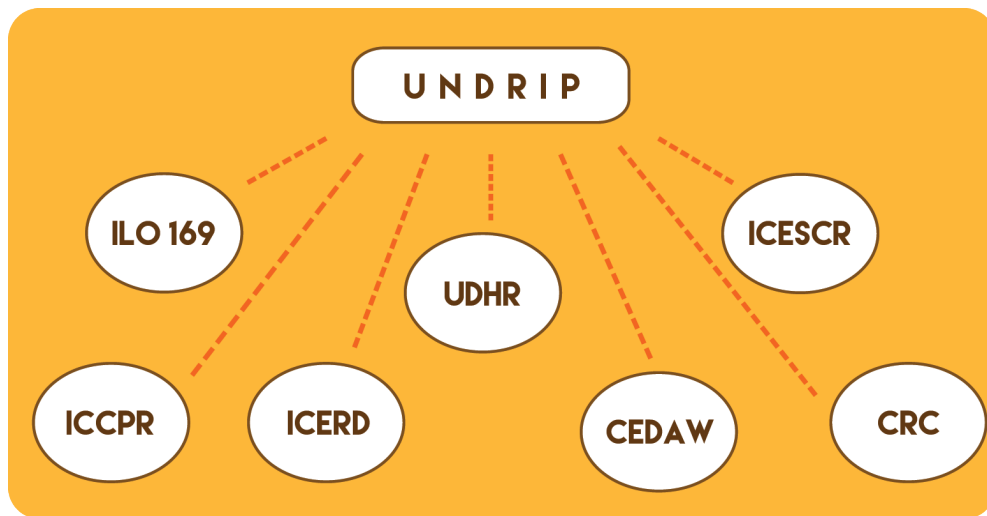 UNDRIP
ILO 169
ICESCR
UDHR
ICCPR
ICERD
CEDAW
CRC